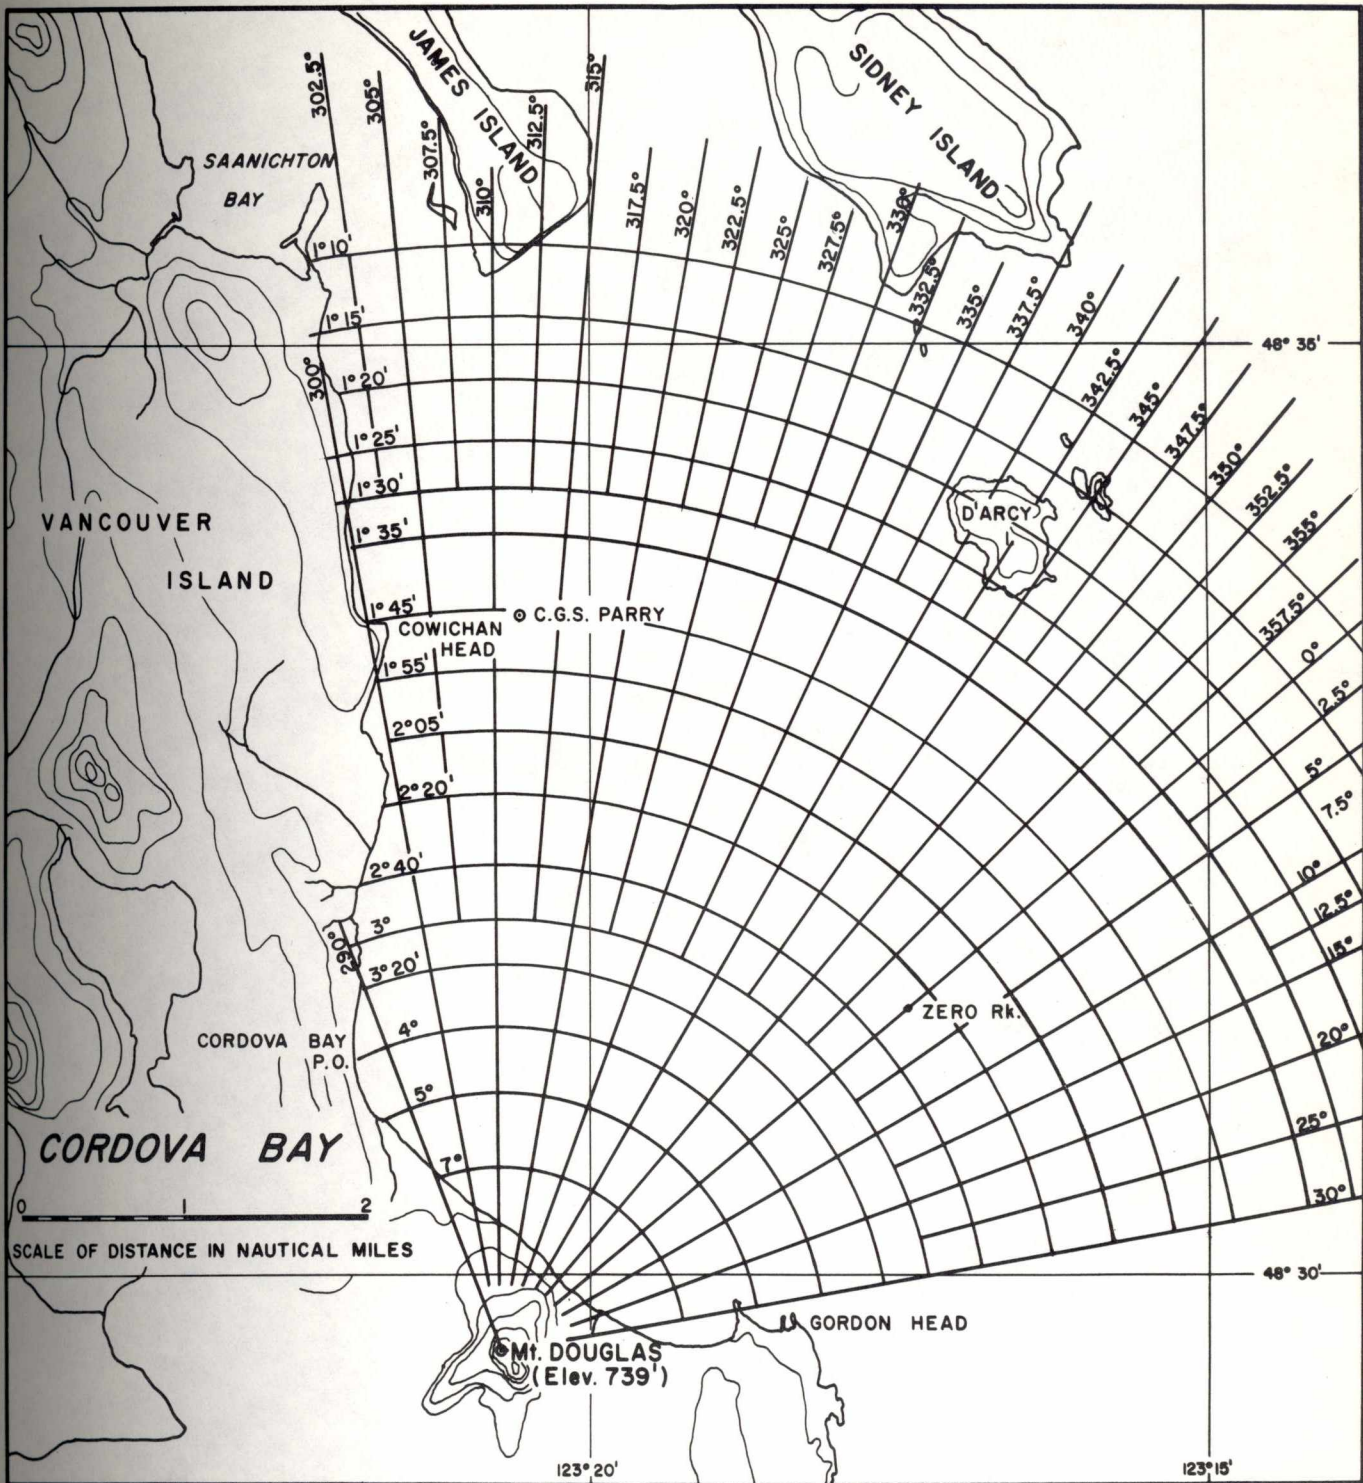 JAMES ISLAND
SIDNEY ISLAND
302.5°
305°
307.5°
310°
312.5°
315°
317.5°
320°
322.5°
325°
327.5°
330°
332.5°
335°
337.5°
340°
342.5°
345°
347.5°
350°
352.5°
355°
357.5°
0°
2.5°
5°
7.5°
10°
12.5°
15°
20°
25°
30°
SAANICHTON
BAY
1°10'
1°15'
300°
1°20'
1°25'
1°30'
1°35'
1°45'
1°55'
2°05'
2°20'
2°40'
3°
290°
3°20'
4°
5°
7°
48° 35'
VANCOUVER
ISLAND
D'ARCY
C.G.S. PARRY
COWICHAN
HEAD
ZERO Rk.
CORDOVA BAY
P.O.
CORDOVA BAY
0 1 2
SCALE OF DISTANCE IN NAUTICAL MILES
48° 30'
GORDON HEAD
Mt. DOUGLAS
(Elev. 739')
123°20'
123°15'